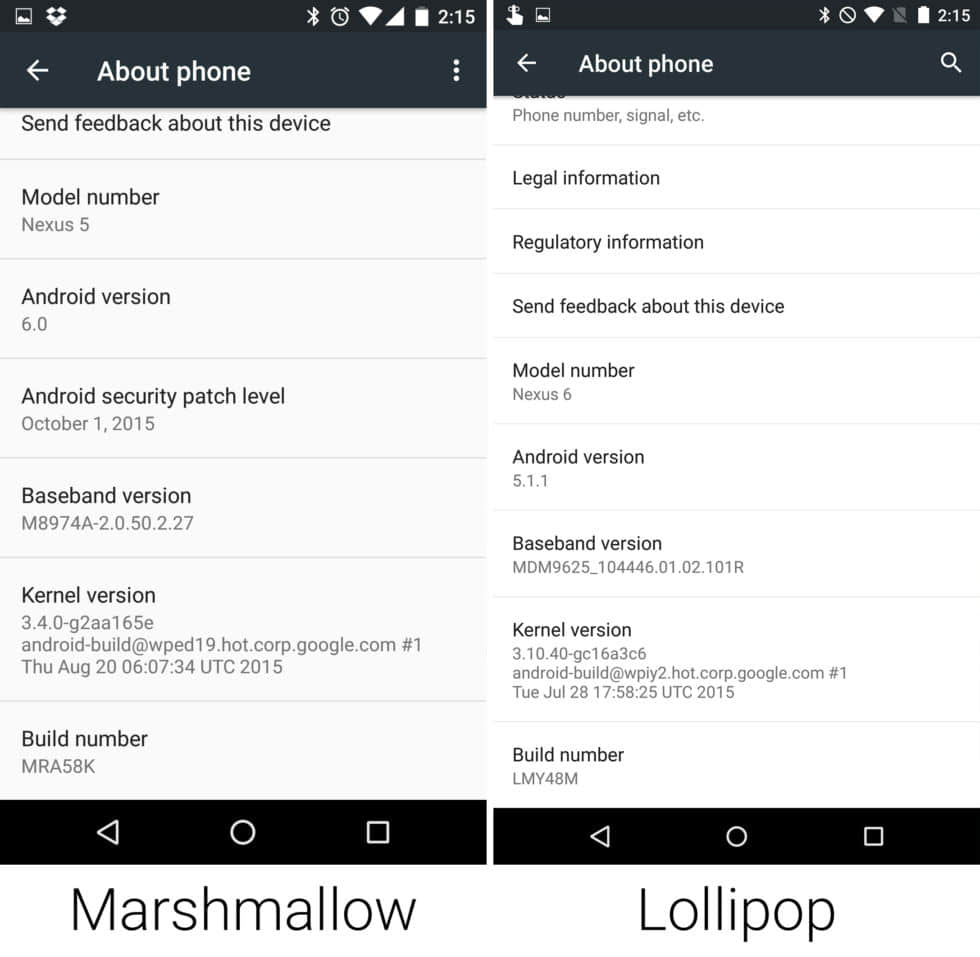 2:15
About phone
Send feedback about this device
Model number
Nexus 5
Android version
6.0
Android security patch level
October 1, 2015
Baseband version
M8974A-2.0.50.2.27
Kernel version
3.4.0-g2aa165e
android-build@wped19.hot.corp.google.com #1
Thu Aug 20 06:07:34 UTC 2015
Build number
MRA58K
Marshmallow
2:15
About phone
Status
Phone number, signal, etc.
Legal information
Regulatory information
Send feedback about this device
Model number
Nexus 6
Android version
5.1.1
Baseband version
MDM9625_104446.01.02.101R
Kernel version
3.10.40-gc16a3c6
android-build@wpiy2.hot.corp.google.com #1
Tue Jul 28 17:58:25 UTC 2015
Build number
LMY48M
Lollipop